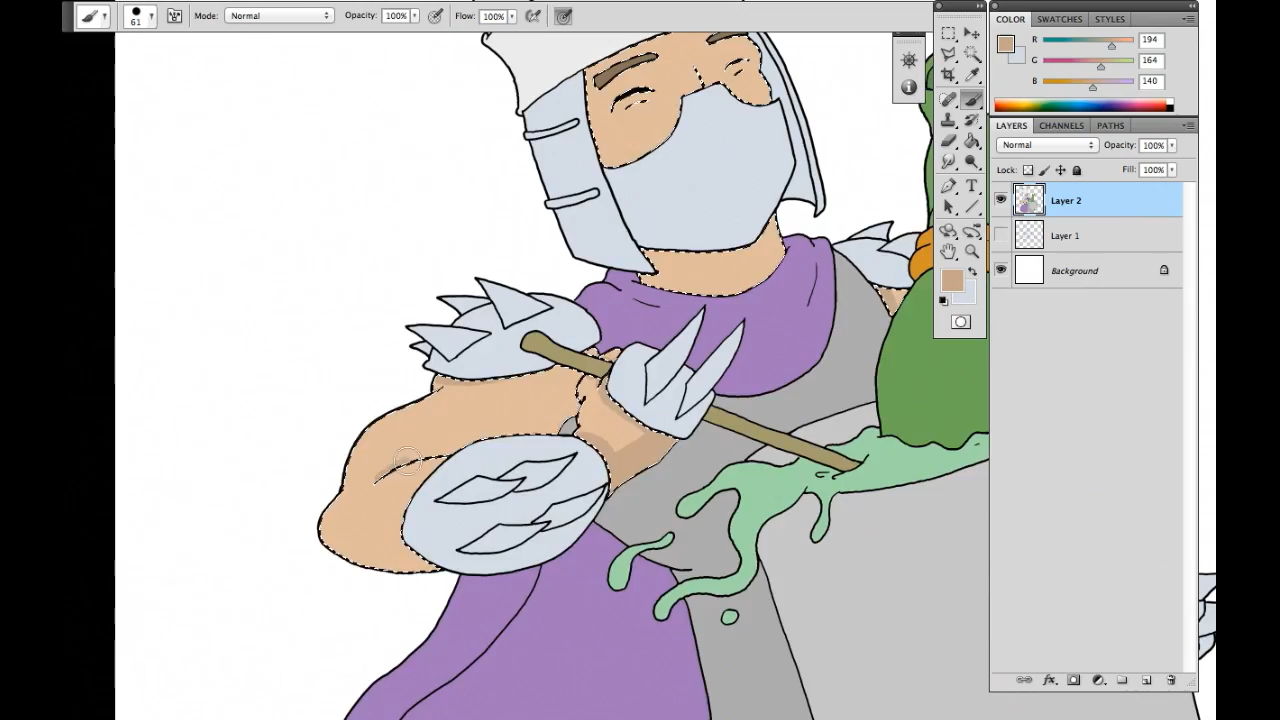 61 Mode: Normal Opacity: 100% Flow: 100%
COLOR SWATCHES STYLES
R 194
G 164
B 140
LAYERS CHANNELS PATHS
Normal Opacity: 100%
Lock: Fill: 100%
Layer 2
Layer 1
Background